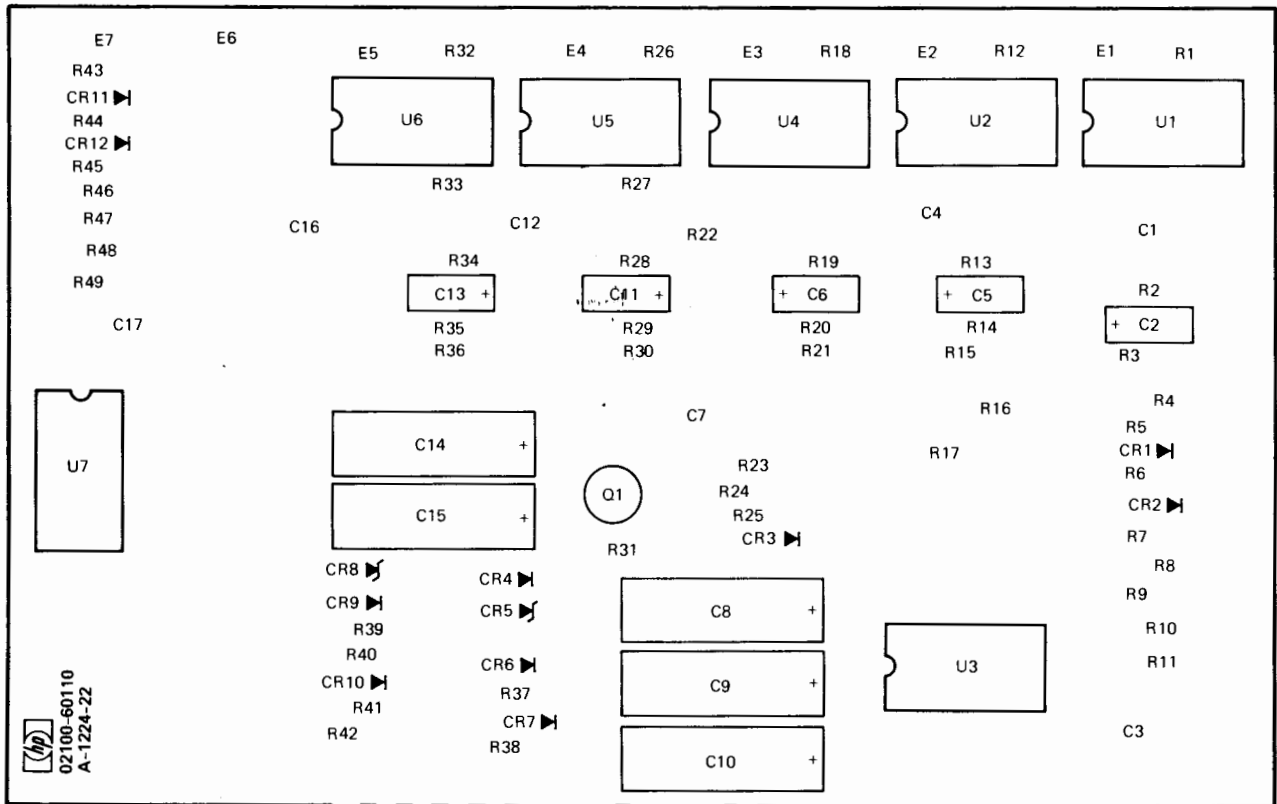 E7 E6 E5 R32 E4 R26 E3 R18 E2 R12 E1 R1
R43
CR11
R44
CR12
R45
U6 U5 U4 U2 U1
R46 R33 R27
R47 C16 C12 R22 C4 C1
R48
R49
R34 R28 R19 R13
C13 + C11 + + C6 + C5 R2
C17 + C2
R35 R29 R20 R14
R36 R30 R21 R15 R3
C7 R16 R4
R5
C14 + R17 CR1
U7 R23 R6
Q1 R24
C15 + R25 CR2
R31 CR3 R7
CR8 CR4 R8
CR9 CR5 C8 + R9
R39 R10
R40 CR6 U3 R11
CR10 R37 C9 +
R41 CR7
R42 R38 C3
C10 +
hp
02100-60110
A-1224-22